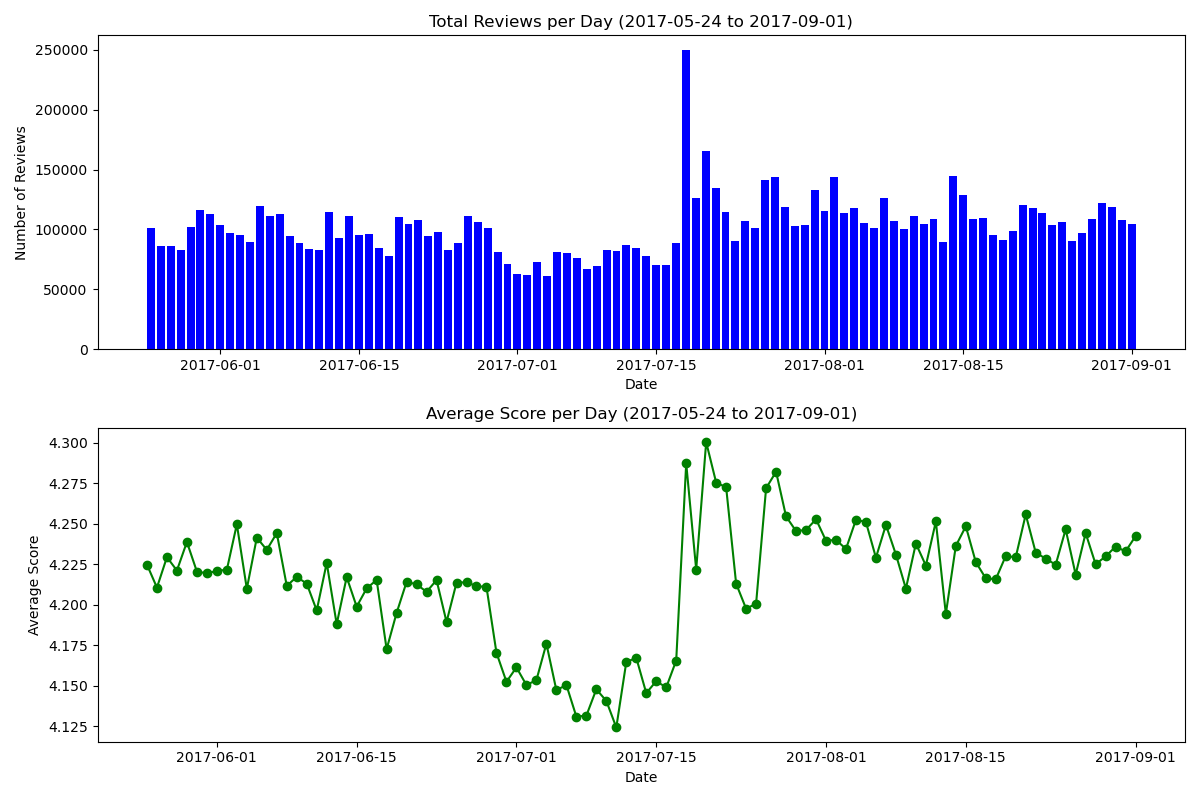 Total Reviews per Day (2017-05-24 to 2017-09-01)
Number of Reviews
250000
200000
150000
100000
50000
0
2017-06-01 2017-06-15 2017-07-01 2017-07-15 2017-08-01 2017-08-15 2017-09-01
Date
Average Score per Day (2017-05-24 to 2017-09-01)
Average Score
4.300
4.275
4.250
4.225
4.200
4.175
4.150
4.125
2017-06-01 2017-06-15 2017-07-01 2017-07-15 2017-08-01 2017-08-15 2017-09-01
Date